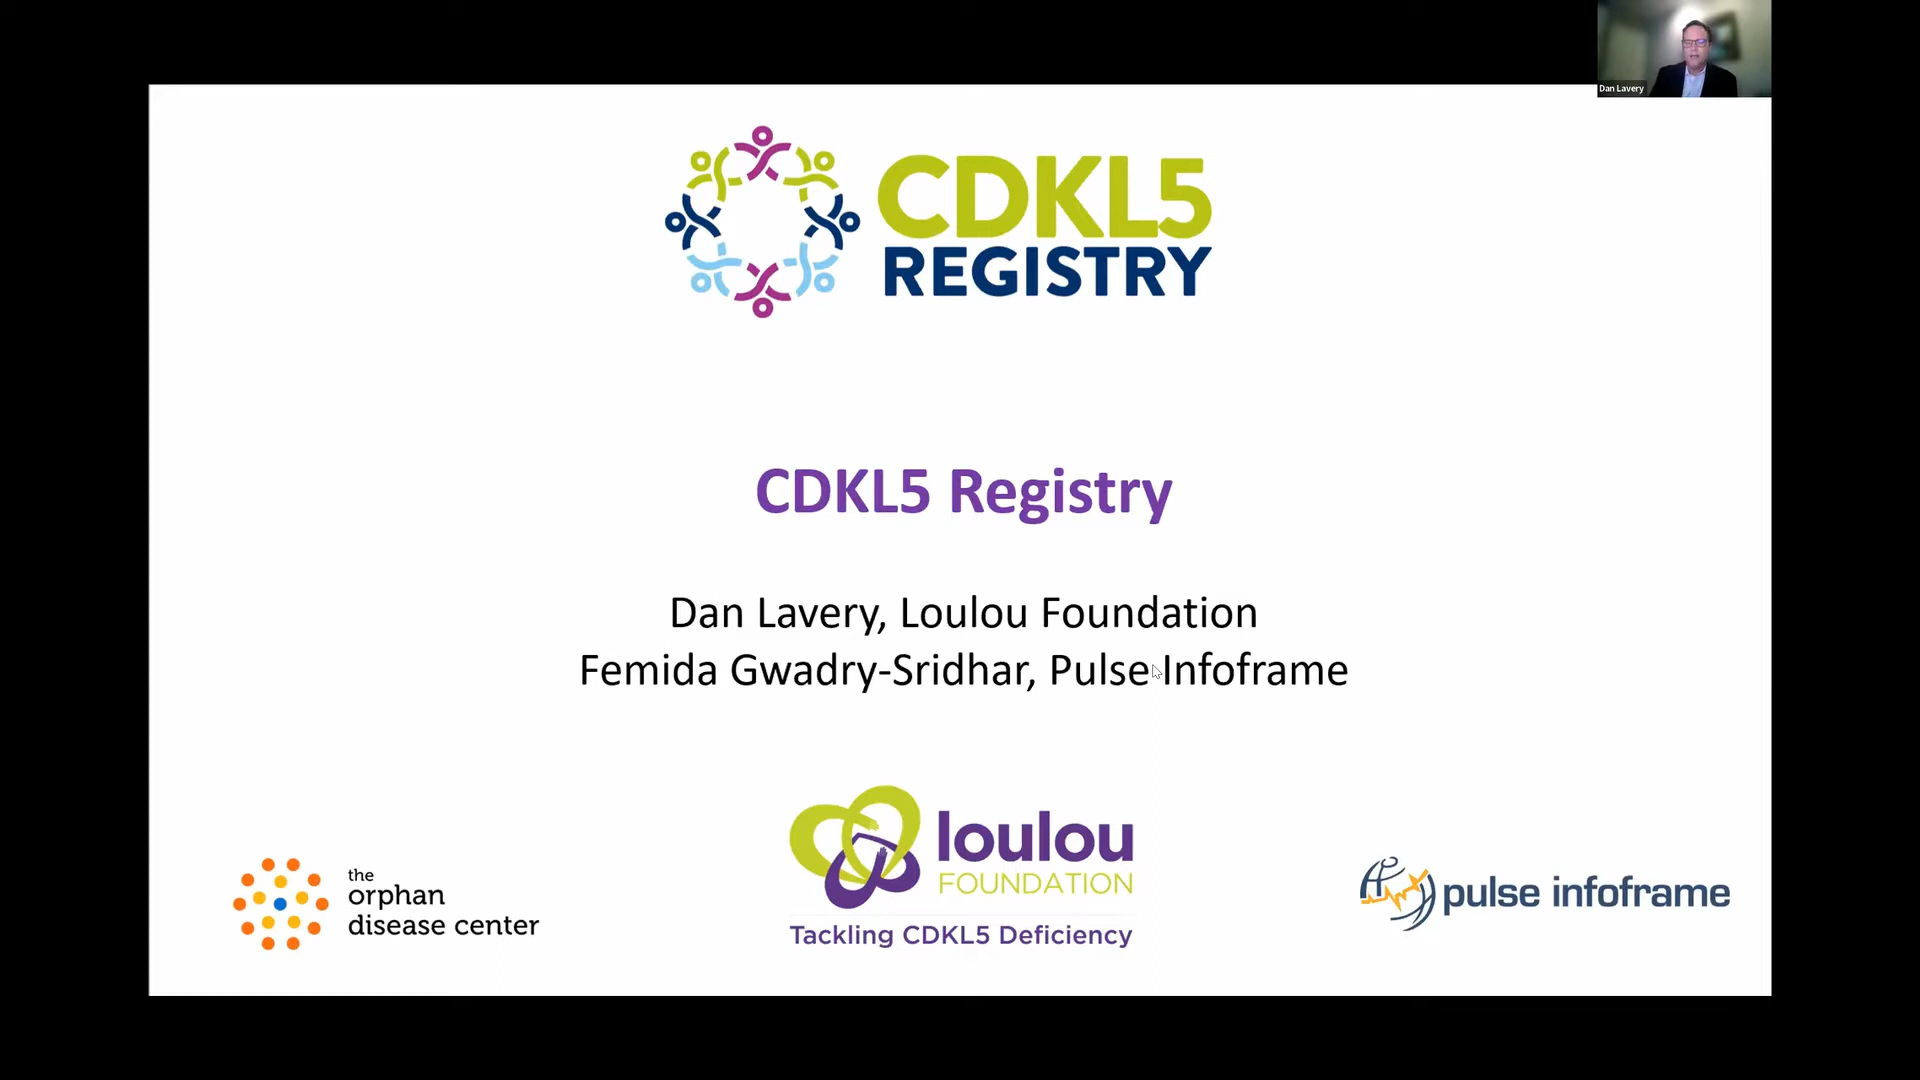 Dan Lavery
CDKL5
REGISTRY
CDKL5 Registry
Dan Lavery, Loulou Foundation
Femida Gwadry-Sridhar, Pulse Infoframe
the
orphan
disease center
loulou
FOUNDATION
Tackling CDKL5 Deficiency
pulse infoframe